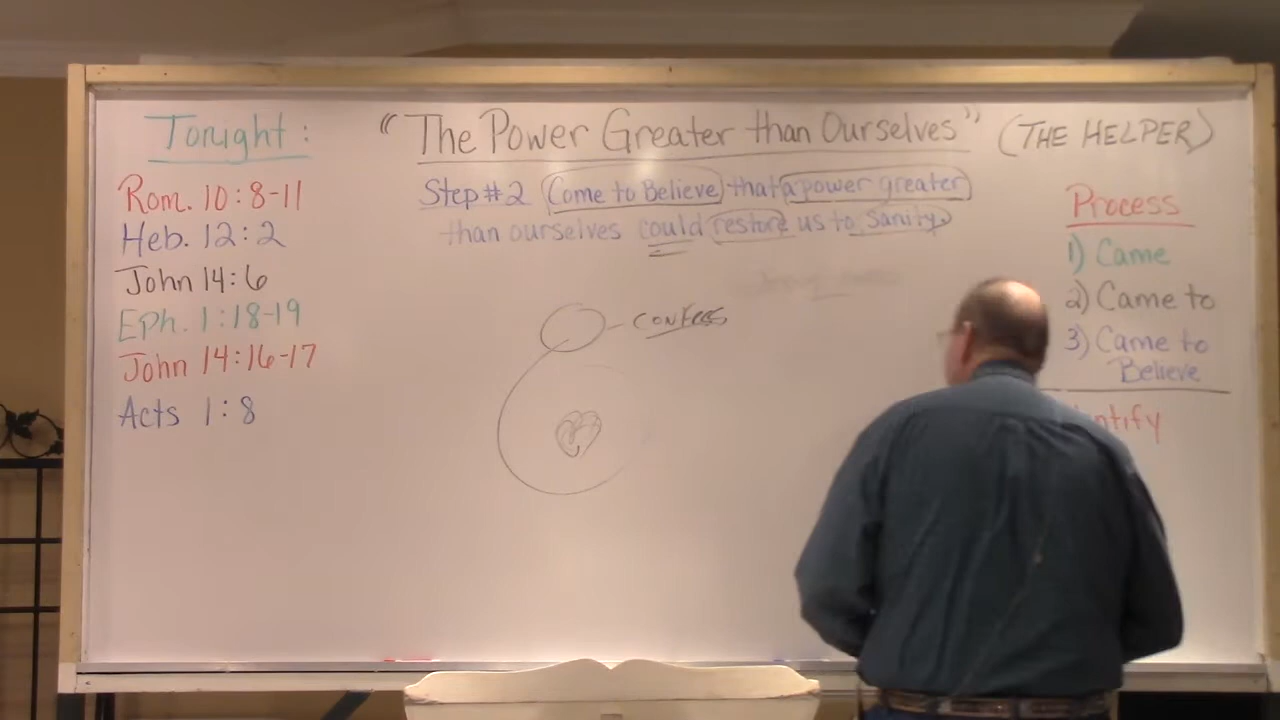 Tonight:
Rom. 10:8-11
Heb. 12:2
John 14:6
Eph. 1:18-19
John 14:16-17
Acts 1:8
"The Power Greater than Ourselves" (THE HELPER)
Step #2 Come to Believe that a power greater
than ourselves could restore us to Sanity.
CONFESS
Process
1) Came
2) Came to
3) Came to
Believe